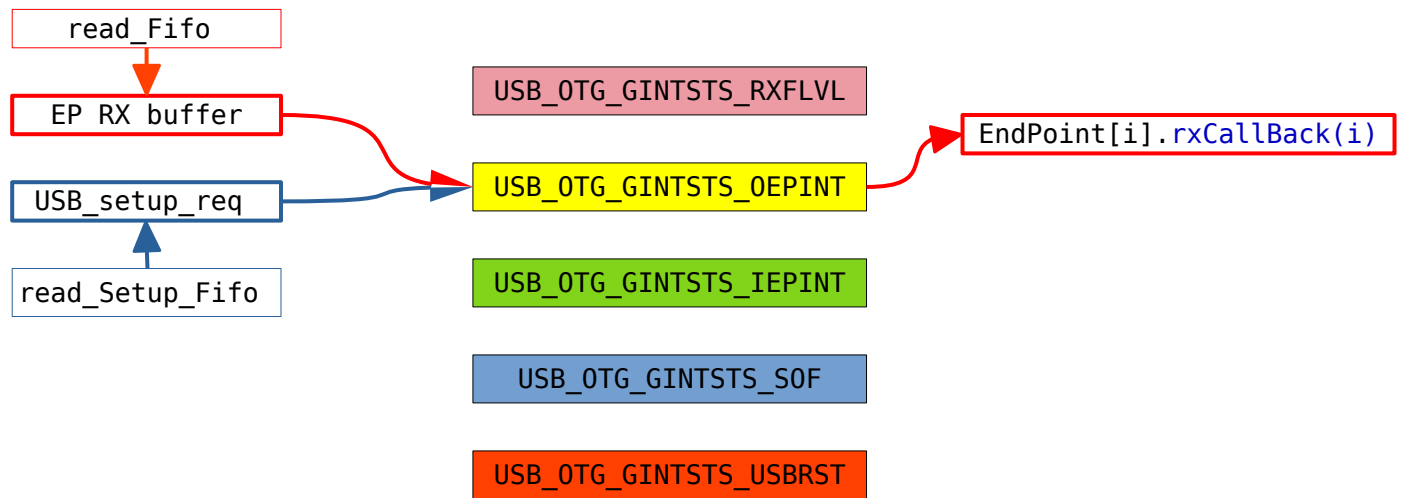 read_Fifo
EP RX buffer
USB_setup_req
read_Setup_Fifo
USB_OTG_GINTSTS_RXFLVL
USB_OTG_GINTSTS_OEPINT
USB_OTG_GINTSTS_IEPINT
USB_OTG_GINTSTS_SOF
USB_OTG_GINTSTS_USBRST
EndPoint[i].rxCallBack(i)